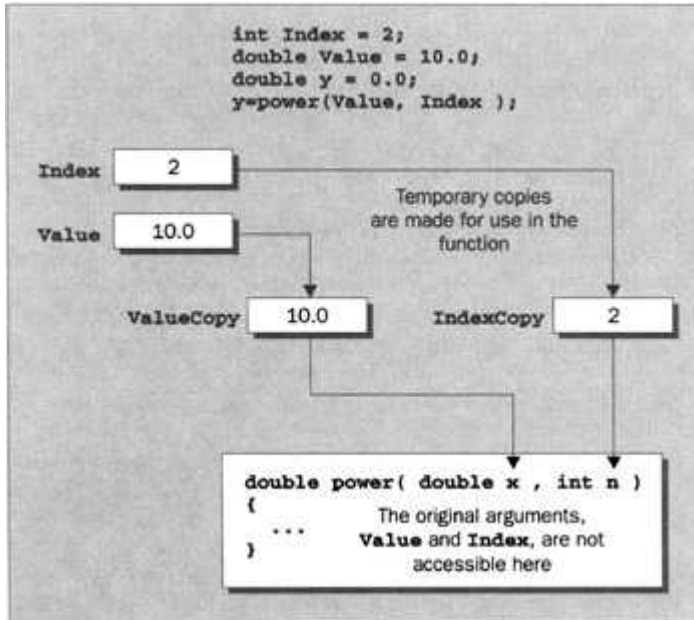 int Index = 2;
double Value = 10.0;
double y = 0.0;
y=power(Value, Index );
Index 2
Temporary copies
are made for use in the
function
Value 10.0
ValueCopy 10.0
IndexCopy 2
double power( double x , int n )
{
...
}
The original arguments,
Value and Index, are not
accessible here